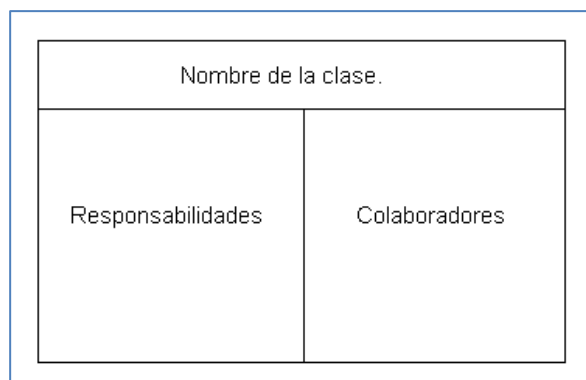 Nombre de la clase.
Responsabilidades
Colaboradores